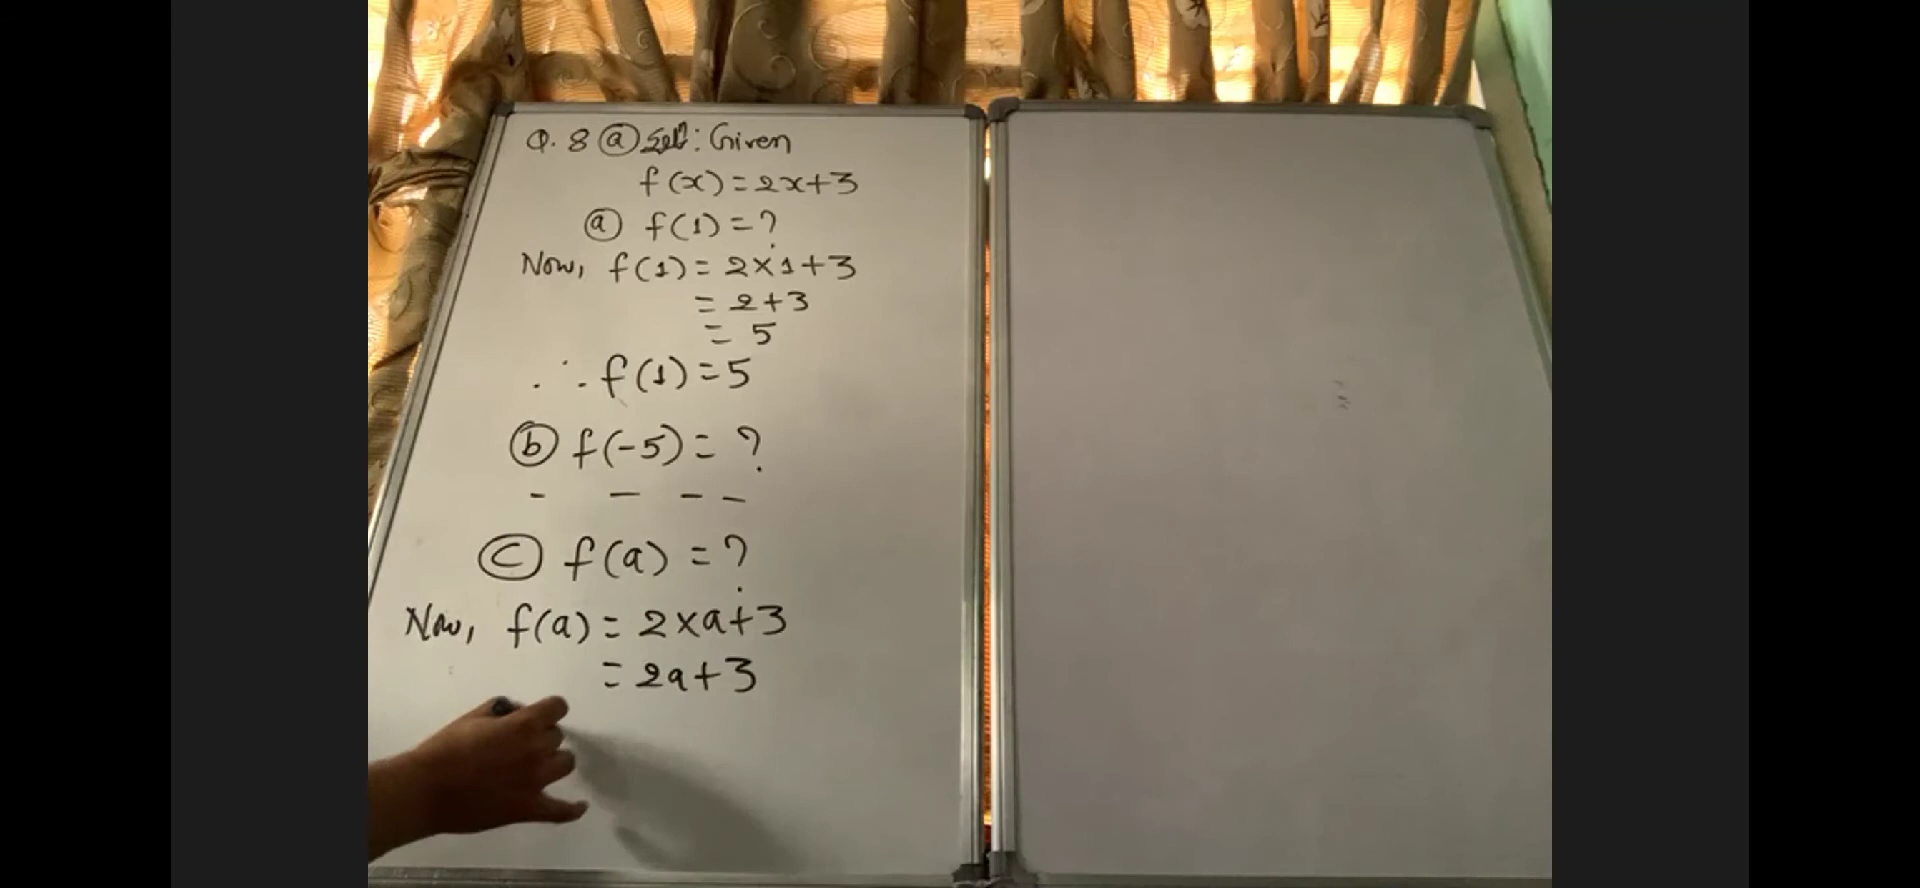 Q. 8 (a) Sol: Given
f(x) = 2x+3
(a) f(1) = ?
Now, f(1) = 2×1+3
= 2+3
= 5
∴ f(1) = 5
(b) f(-5) = ?
- - - -
(c) f(a) = ?
Now, f(a) = 2×a+3
= 2a+3